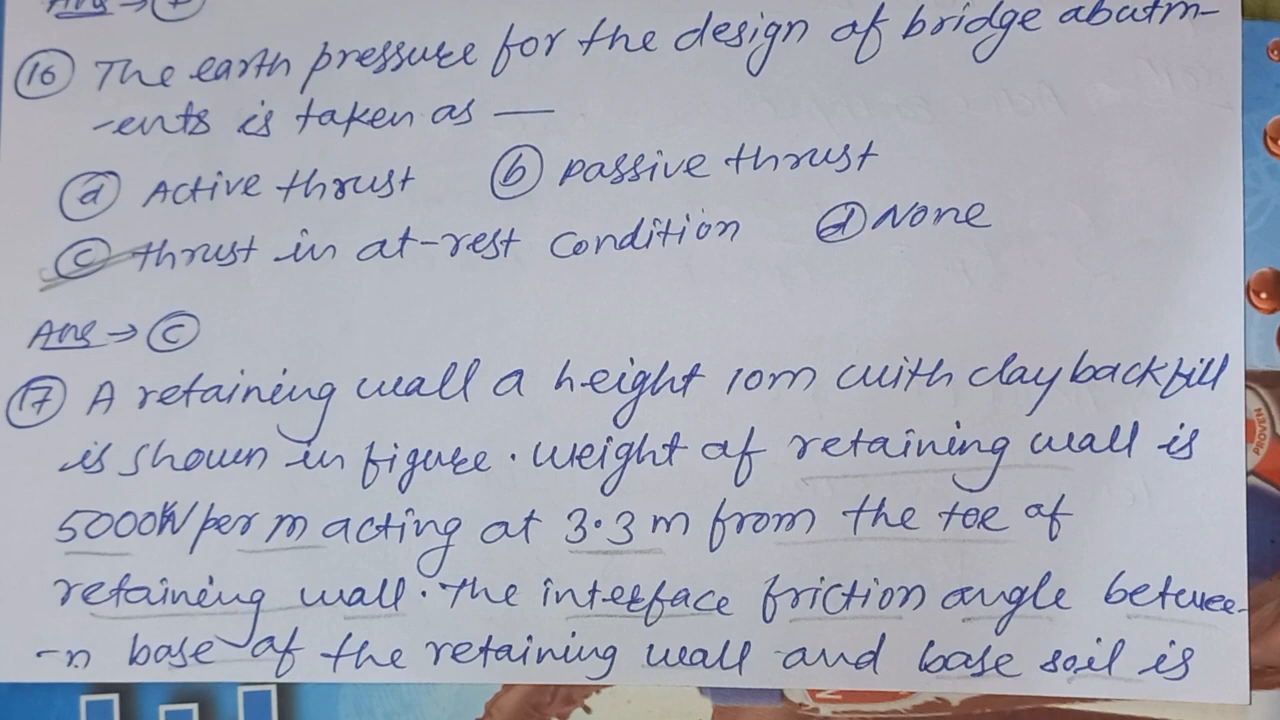 Ans →
16 The earth pressure for the design of bridge abutm-
-ents is taken as —
a Active thrust b passive thrust
c thrust in at-rest condition d None
Ans → c
17 A retaining wall a height 10m with clay backfill
is shown in figure. weight of retaining wall is
5000kN per m acting at 3.3m from the toe of
retaining wall. The interface friction angle betwee-
-n base of the retaining wall and base soil is
PROVEN